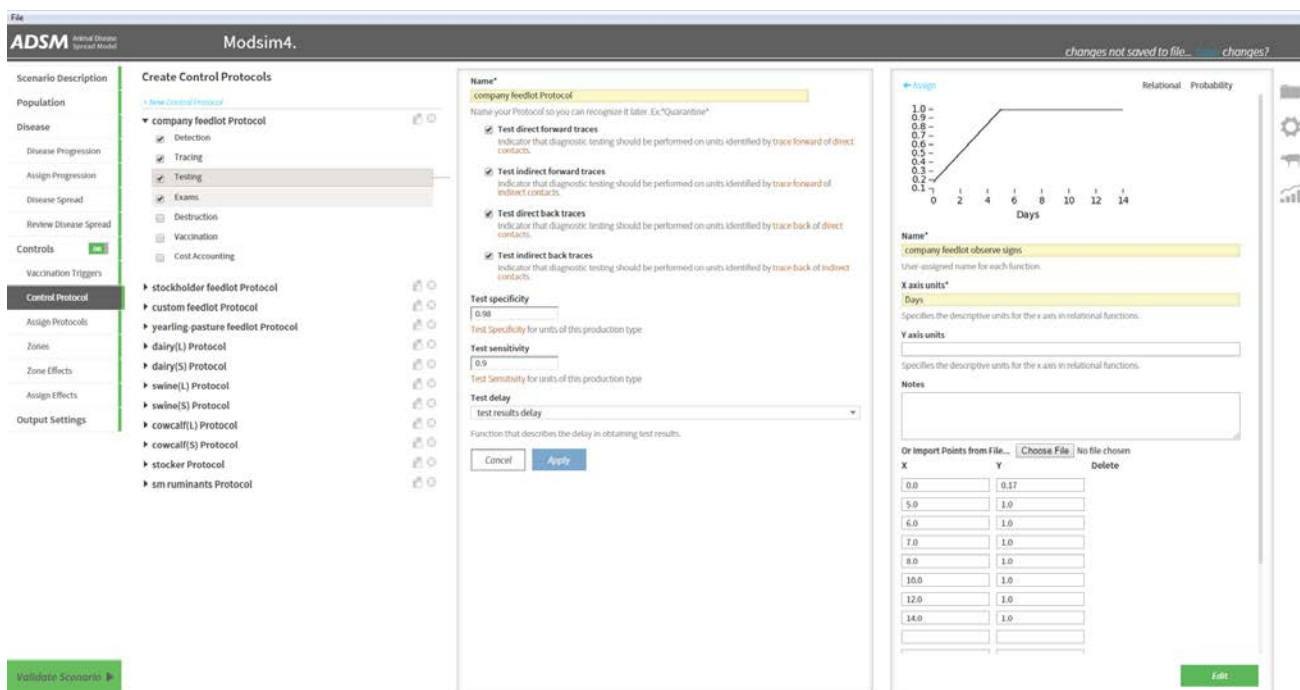 File
ADSM Animal Disease Spread Model
Modsim4.
changes not saved to file... changes?
Scenario Description
Population
Disease
Disease Progression
Assign Progression
Disease Spread
Review Disease Spread
Controls
Vaccination Triggers
Control Protocol
Assign Protocols
Zones
Zone Effects
Assign Effects
Output Settings
Validate Scenario
Create Control Protocols
+ New Control Protocol
company feedlot Protocol
Detection
Tracing
Testing
Exams
Destruction
Vaccination
Cost Accounting
stockholder feedlot Protocol
custom feedlot Protocol
yearling-pasture feedlot Protocol
dairy(L) Protocol
dairy(S) Protocol
swine(L) Protocol
swine(S) Protocol
cowcalf(L) Protocol
cowcalf(S) Protocol
stocker Protocol
sm ruminants Protocol
Name*
company feedlot Protocol
Name your Protocol so you can recognize it later. Ex:"Quarantine"
Test direct forward traces
Indicator that diagnostic testing should be performed on units identified by trace forward of direct
contacts.
Test indirect forward traces
Indicator that diagnostic testing should be performed on units identified by trace forward of
indirect contacts.
Test direct back traces
Indicator that diagnostic testing should be performed on units identified by trace back of direct
contacts.
Test indirect back traces
Indicator that diagnostic testing should be performed on units identified by trace back of indirect
contacts.
Test specificity
0.98
Test Specificity for units of this production type
Test sensitivity
0.9
Test Sensitivity for units of this production type
Test delay
test results delay
Function that describes the delay in obtaining test results.
Cancel Apply
Assign Relational Probability
1.0
0.9
0.8
0.7
0.6
0.5
0.4
0.3
0.2
0.1
0 2 4 6 8 10 12 14
Days
Name*
company feedlot observe signs
User-assigned name for each function.
X axis units*
Days
Specifies the descriptive units for the x axis in relational functions.
Y axis units
Specifies the descriptive units for the x axis in relational functions.
Notes
Or Import Points from File... Choose File No file chosen
X Y Delete
0.0 0.17
5.0 1.0
6.0 1.0
7.0 1.0
8.0 1.0
10.0 1.0
12.0 1.0
14.0 1.0
Edit